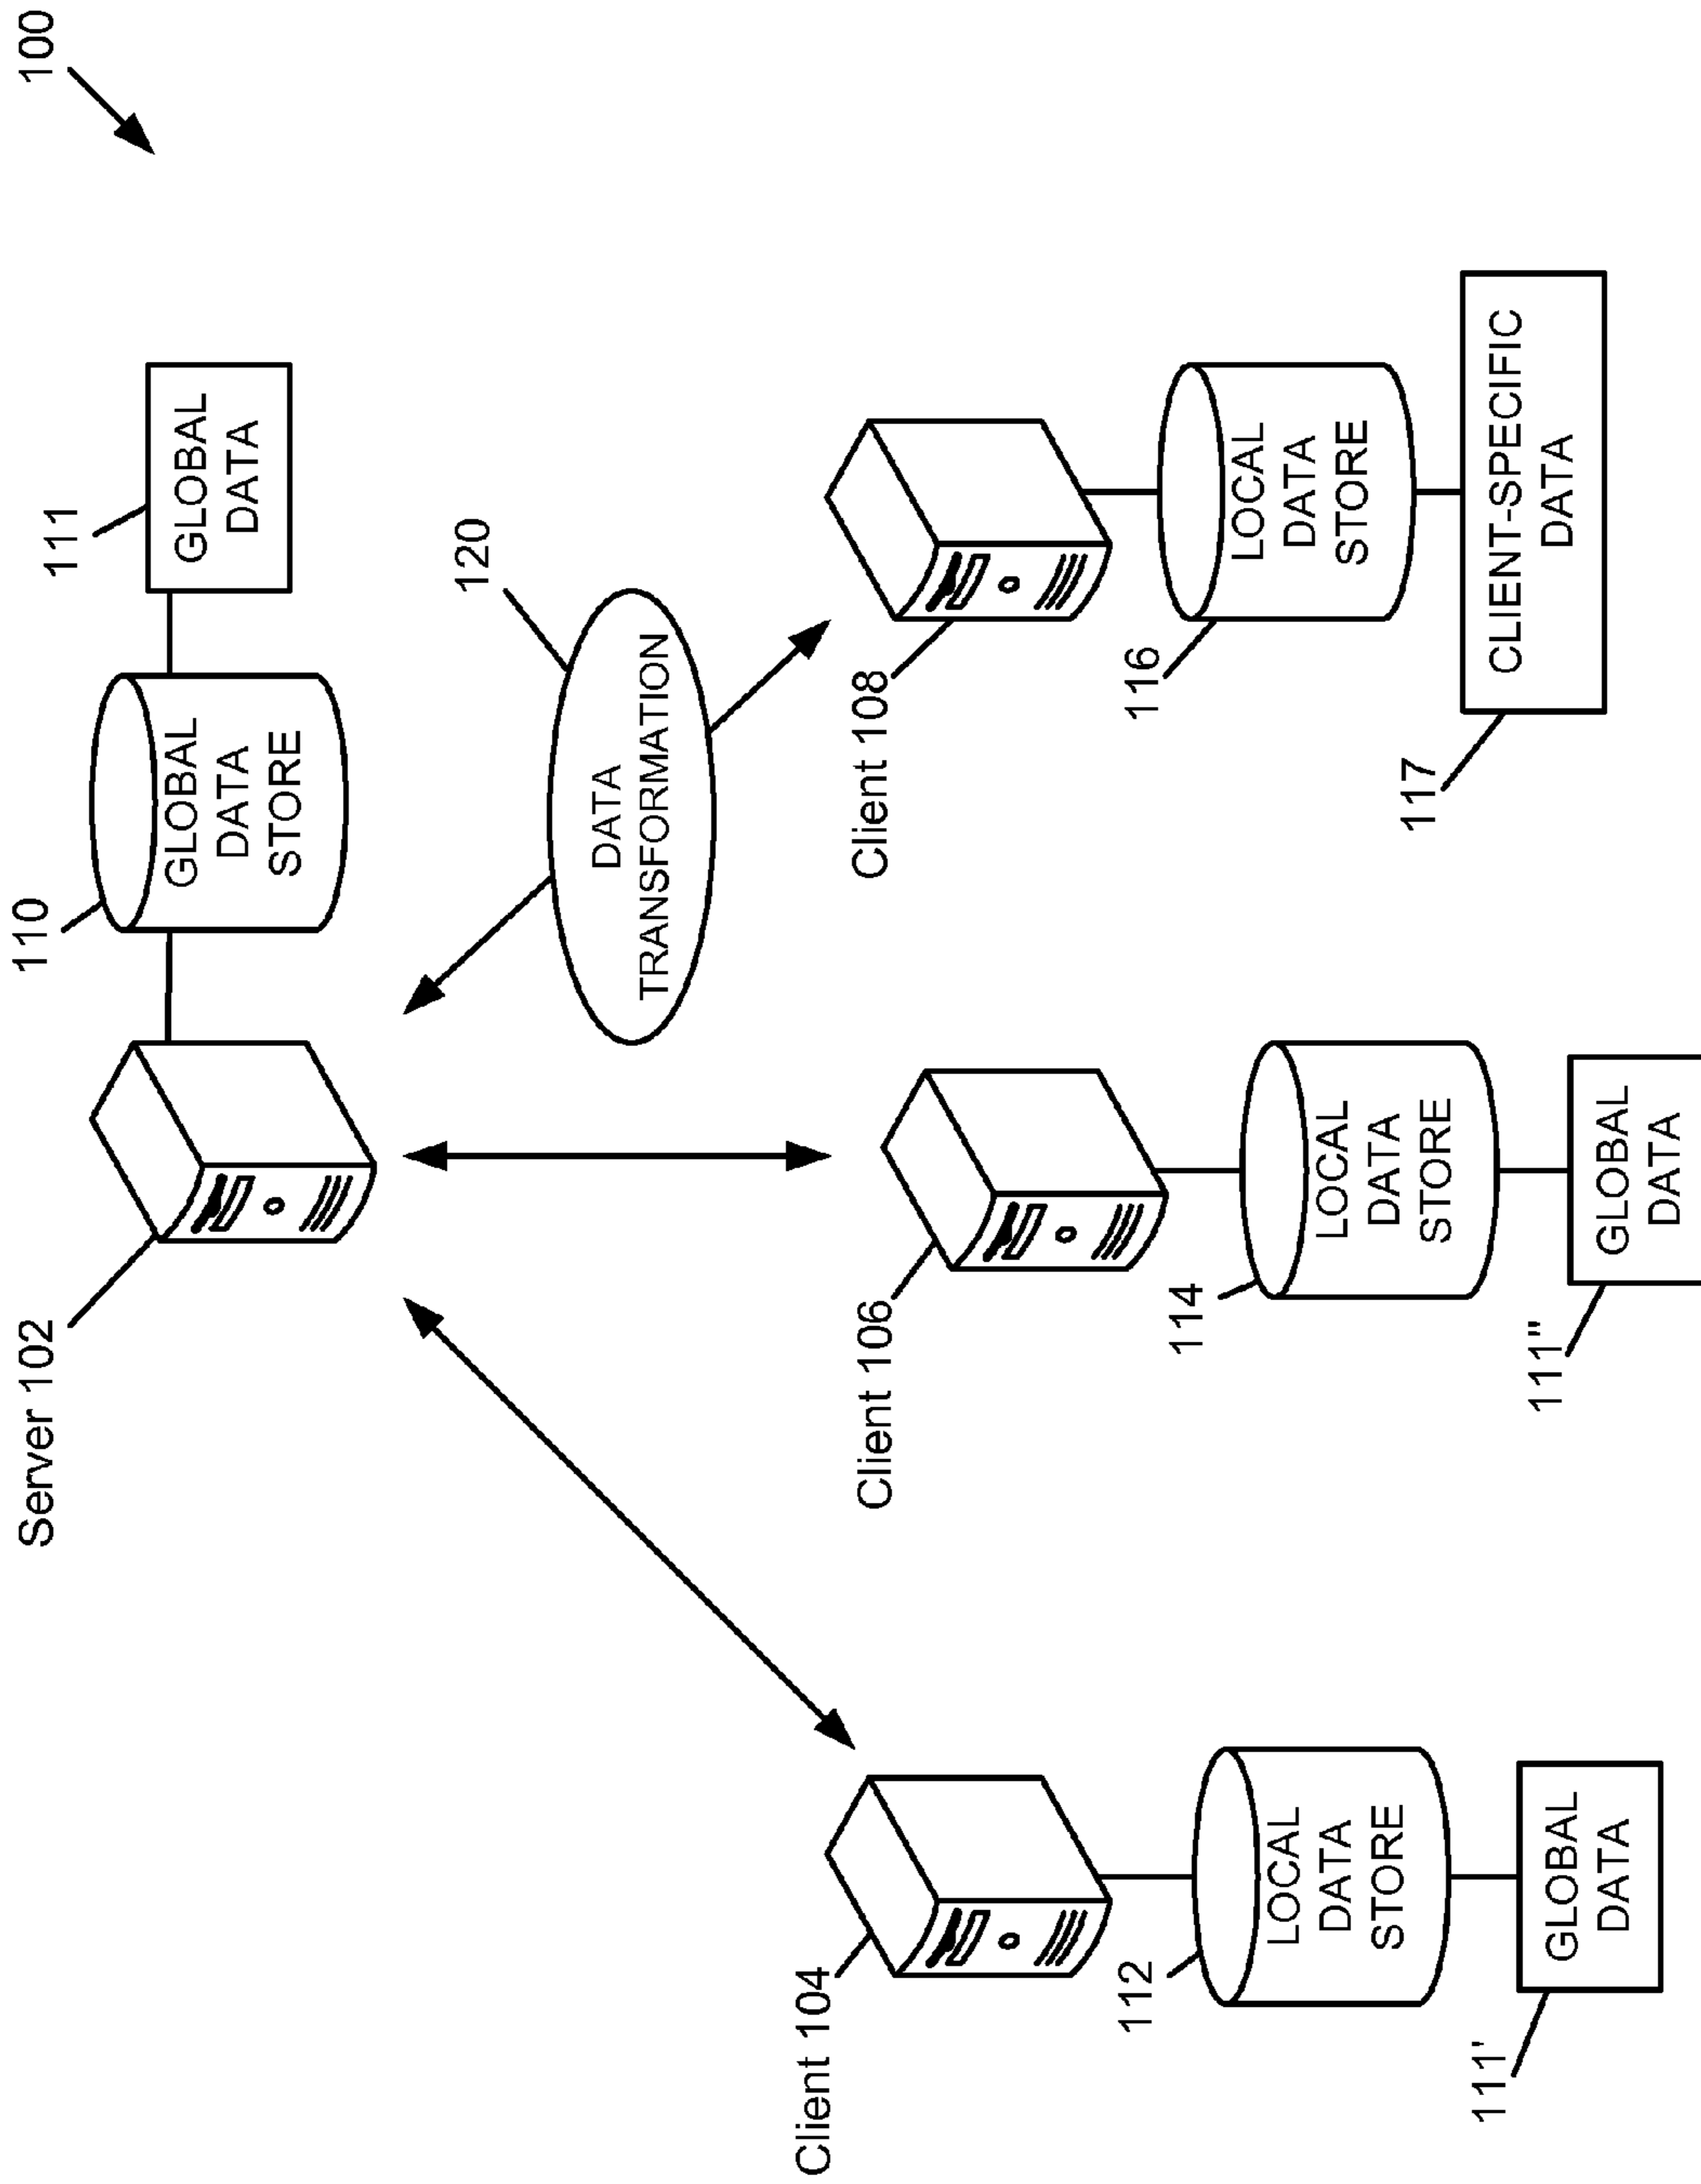 100
Server 102
110
GLOBAL
DATA
STORE
111
GLOBAL
DATA
120
DATA
TRANSFORMATION
Client 104
112
LOCAL
DATA
STORE
111'
GLOBAL
DATA
Client 106
114
LOCAL
DATA
STORE
111"
GLOBAL
DATA
Client 108
116
LOCAL
DATA
STORE
117
CLIENT-SPECIFIC
DATA